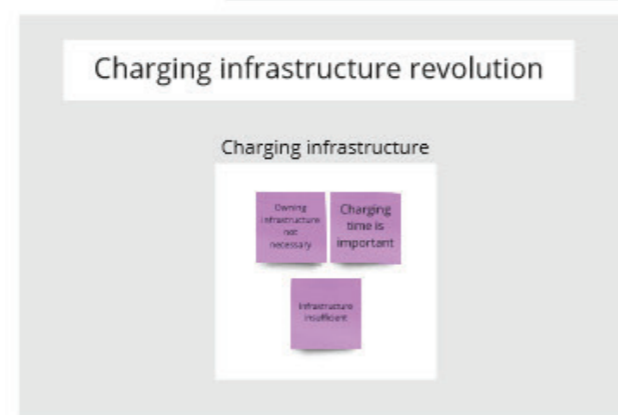 Charging infrastructure revolution
Charging infrastructure
Owning
infrastructure
not
necessary
Charging
time is
important
Infrastructure
insufficient